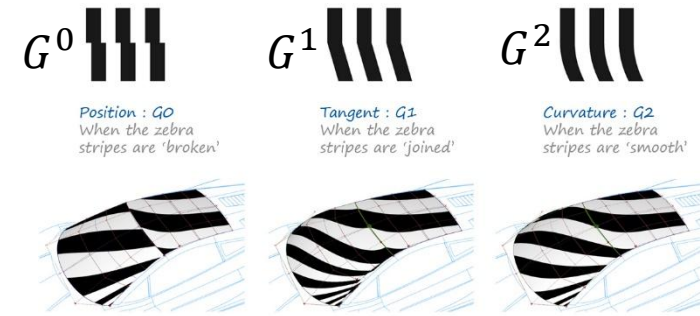 G⁰
Position : G0
When the zebra
stripes are 'broken'
G¹
Tangent : G1
When the zebra
stripes are 'joined'
G²
Curvature : G2
When the zebra
stripes are 'smooth'